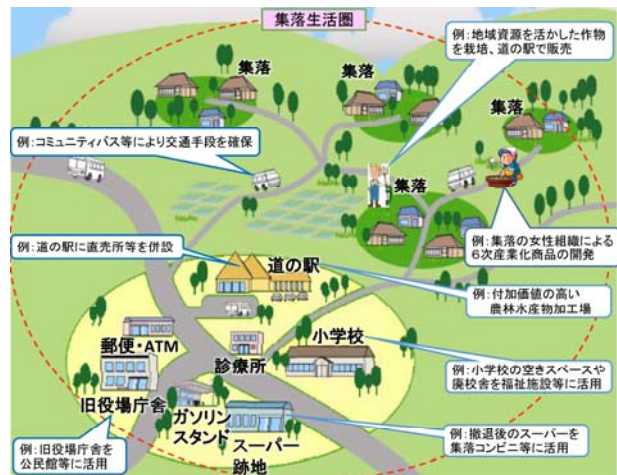 集落生活圏
例：地域資源を活かした作物
を栽培、道の駅で販売
集落
集落
集落
例：コミュニティバス等により交通手段を確保
集落
例：集落の女性組織による
６次産業化商品の開発
例：道の駅に直売所等を併設
道の駅
例：付加価値の高い
農林水産物加工場
郵便・ATM
診療所
小学校
例：小学校の空きスペースや
廃校舎を福祉施設等に活用
旧役場庁舎
ガソリン
スタンド
スーパー
跡地
例：旧役場庁舎を
公民館等に活用
例：撤退後のスーパーを
集落コンビニ等に活用